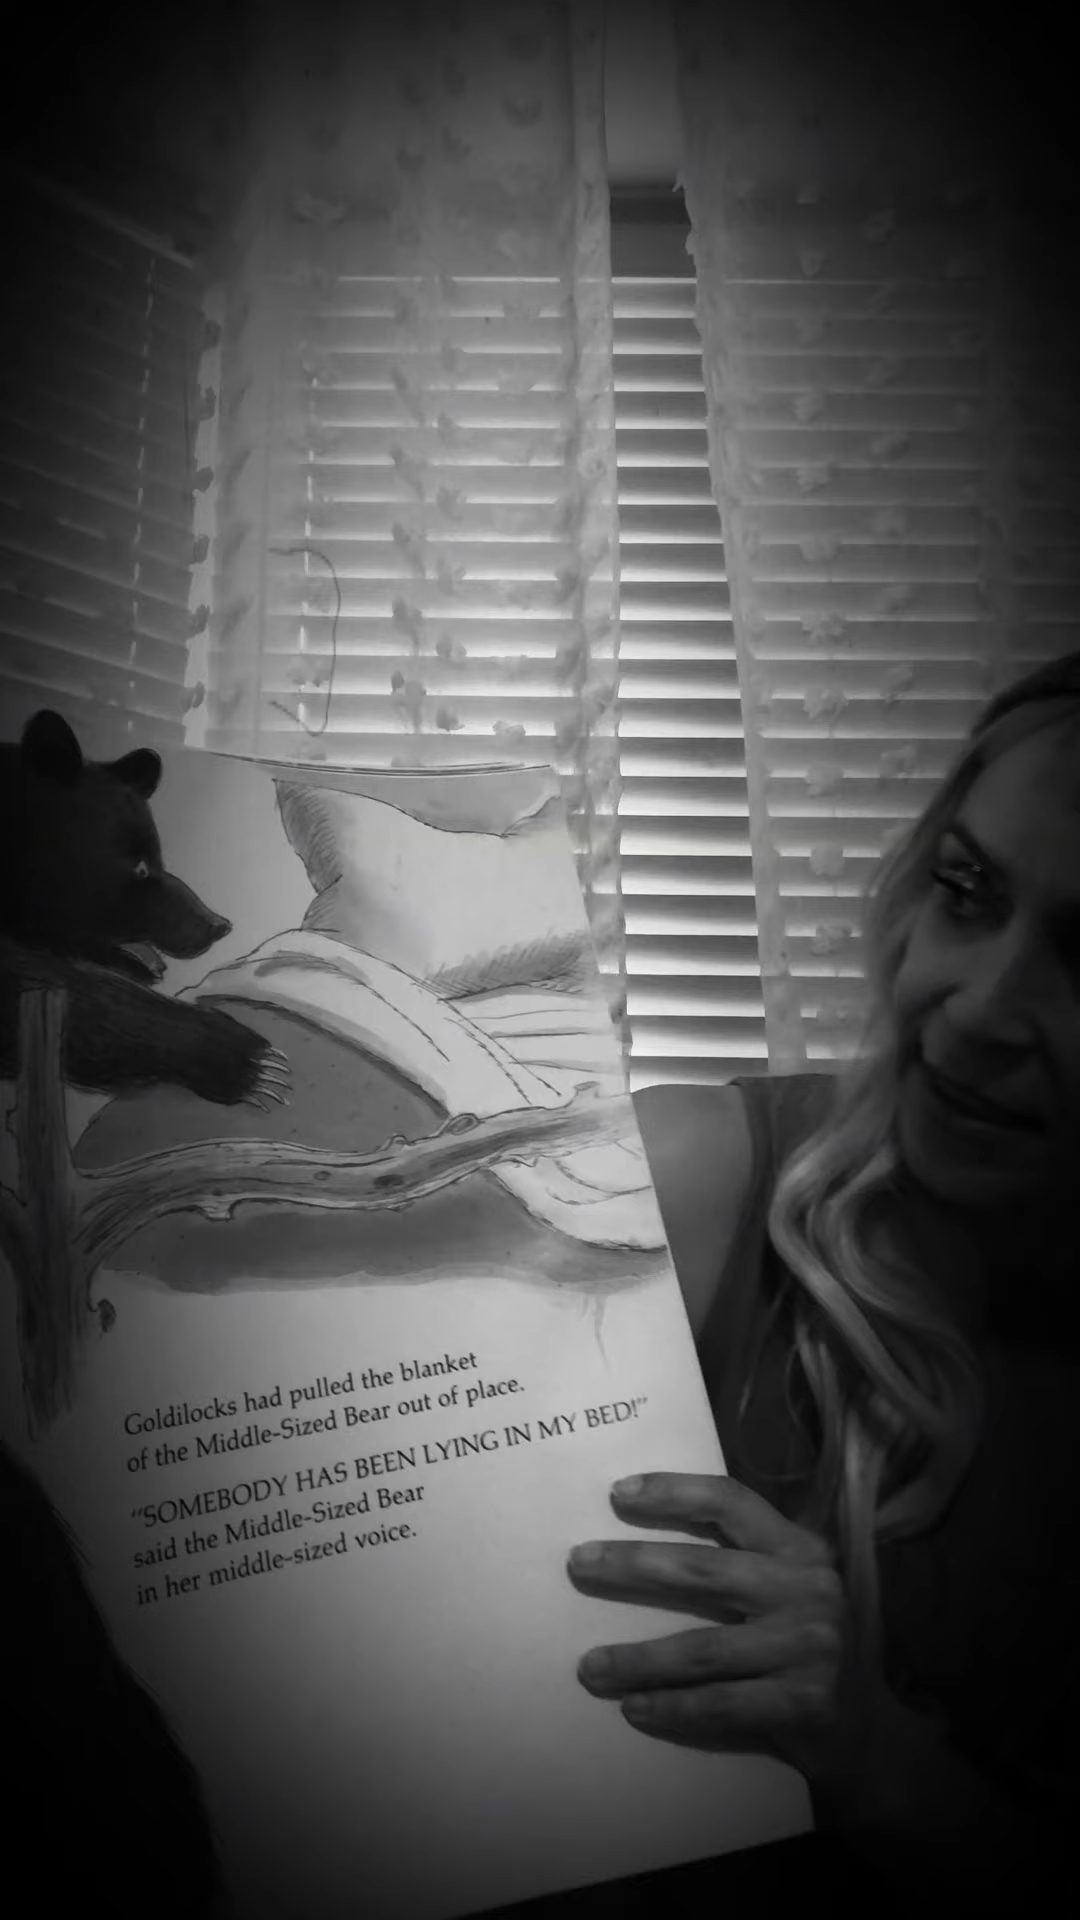 Goldilocks had pulled the blanket
of the Middle-Sized Bear out of place.
"SOMEBODY HAS BEEN LYING IN MY BED!"
said the Middle-Sized Bear
in her middle-sized voice.